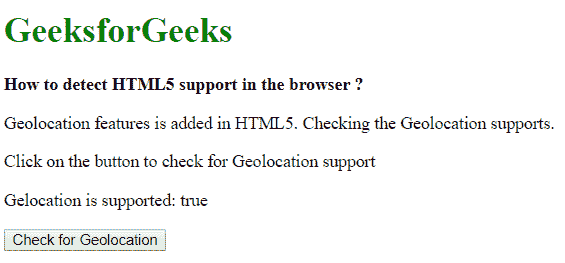 GeeksforGeeks
How to detect HTML5 support in the browser ?
Geolocation features is added in HTML5. Checking the Geolocation supports.
Click on the button to check for Geolocation support
Gelocation is supported: true
Check for Geolocation